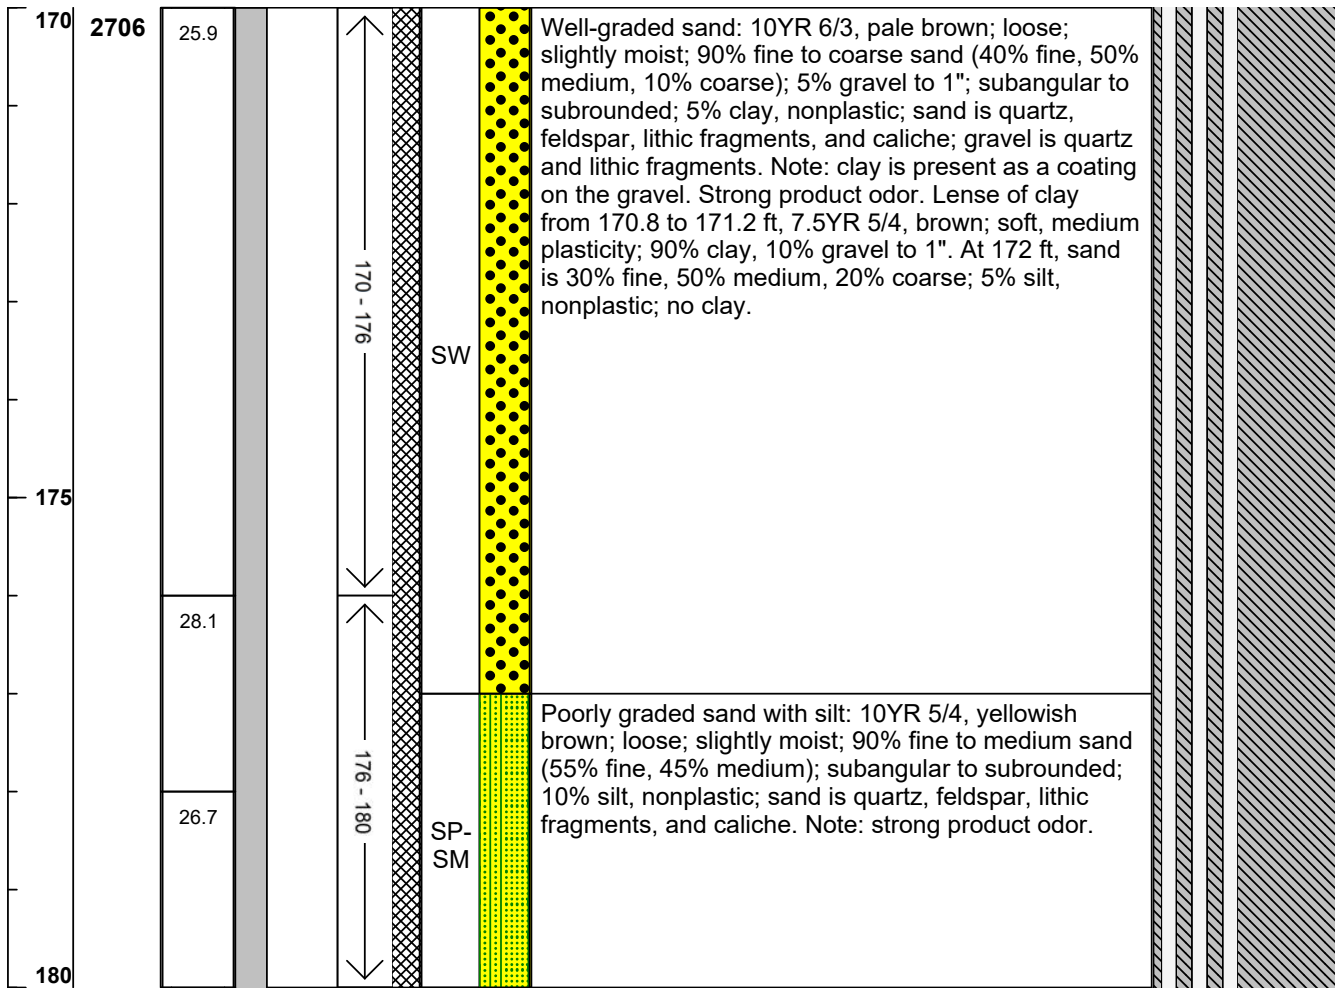 170
2706
25.9
170 - 176
SW
Well-graded sand: 10YR 6/3, pale brown; loose;
slightly moist; 90% fine to coarse sand (40% fine, 50%
medium, 10% coarse); 5% gravel to 1"; subangular to
subrounded; 5% clay, nonplastic; sand is quartz,
feldspar, lithic fragments, and caliche; gravel is quartz
and lithic fragments. Note: clay is present as a coating
on the gravel. Strong product odor. Lense of clay
from 170.8 to 171.2 ft, 7.5YR 5/4, brown; soft, medium
plasticity; 90% clay, 10% gravel to 1". At 172 ft, sand
is 30% fine, 50% medium, 20% coarse; 5% silt,
nonplastic; no clay.
175
28.1
176 - 180
26.7
SP-
SM
Poorly graded sand with silt: 10YR 5/4, yellowish
brown; loose; slightly moist; 90% fine to medium sand
(55% fine, 45% medium); subangular to subrounded;
10% silt, nonplastic; sand is quartz, feldspar, lithic
fragments, and caliche. Note: strong product odor.
180